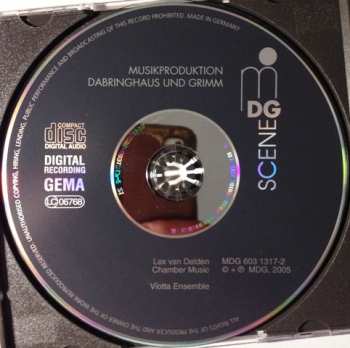 UNAUTHORISED COPYING, HIRING, LENDING, PUBLIC PERFORMANCE AND BROADCASTING OF THIS RECORD PROHIBITED. MADE IN GERMANY
MUSIKPRODUKTION
DABRINGHAUS UND GRIMM
DG
SCENE
COMPACT
disc
DIGITAL AUDIO
DIGITAL
RECORDING
GEMA
LC 06768
Lex van Delden
Chamber Music
Viotta Ensemble
MDG 603 1317-2
© + ℗ MDG, 2005
ALL RIGHTS OF THE PRODUCER AND THE OWNER OF THE WORK REPRODUCED RESERVED.